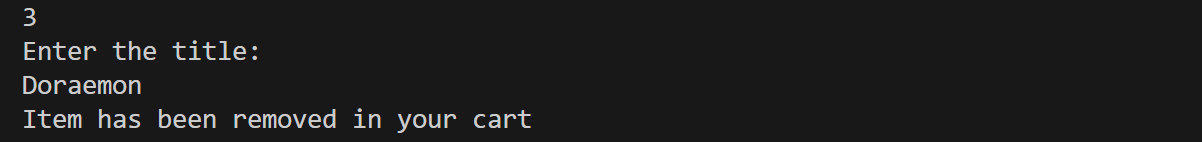 3
Enter the title:
Doraemon
Item has been removed in your cart